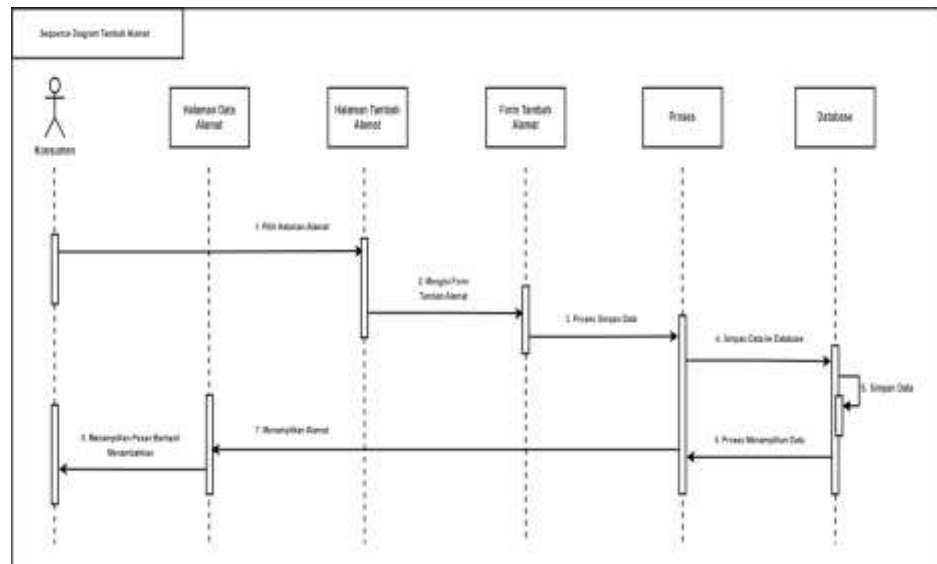 Sequence Diagram Tambah Alamat
Konsumen
Halaman Data
Alamat
Halaman Tambah
Alamat
Form Tambah
Alamat
Proses
Database
1. Pilih Halaman Alamat
2. Mengisi Form
Tambah Alamat
3. Proses Simpan Data
4. Simpan Data ke Database
5. Simpan Data
6. Proses Menampilkan Data
7. Menampilkan Alamat
8. Menampilkan Pesan Berhasil
Menambahkan